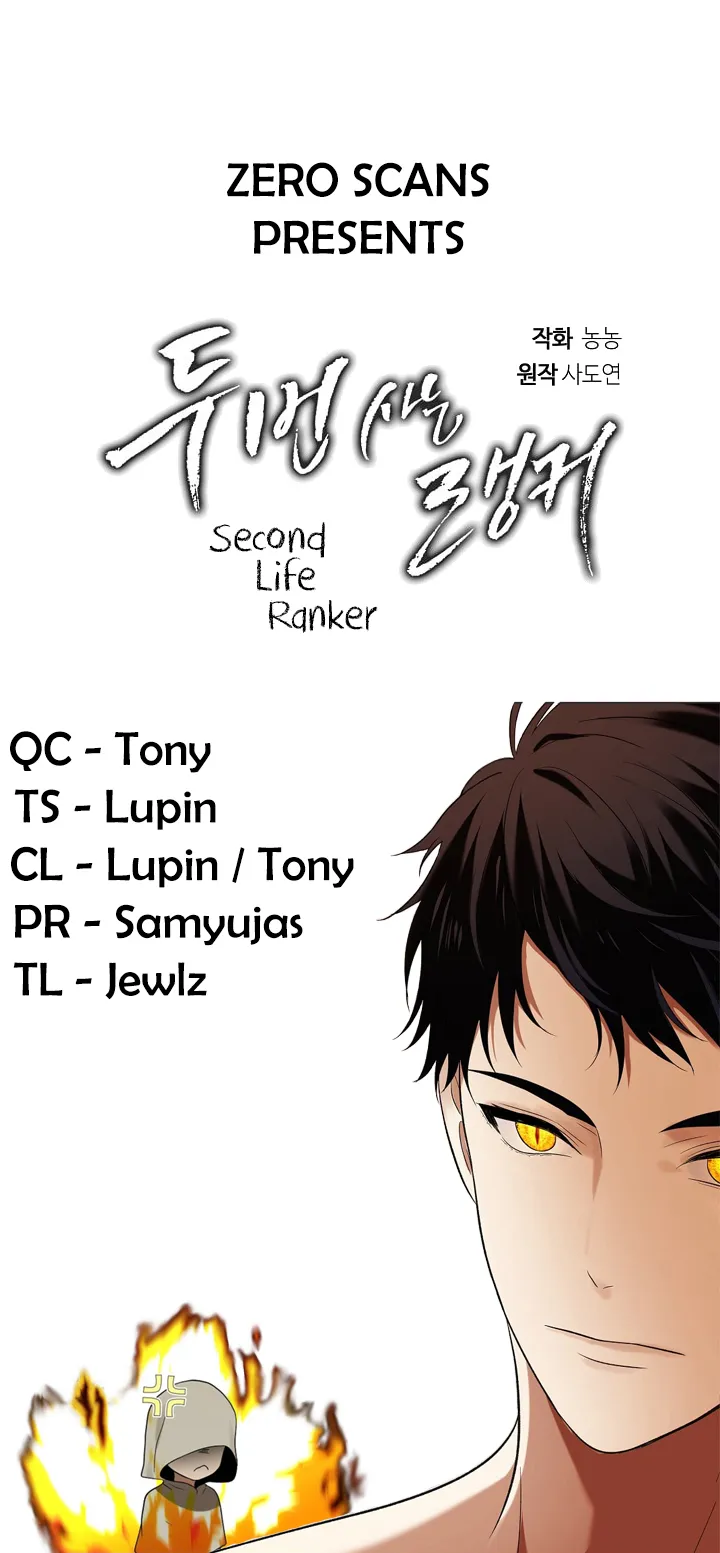 ZERO SCANS
PRESENTS
작화 농농
원작 사도연
두번 사는
랭커
Second
Life
Ranker
QC - Tony
TS - Lupin
CL - Lupin / Tony
PR - Samyujas
TL - Jewlz